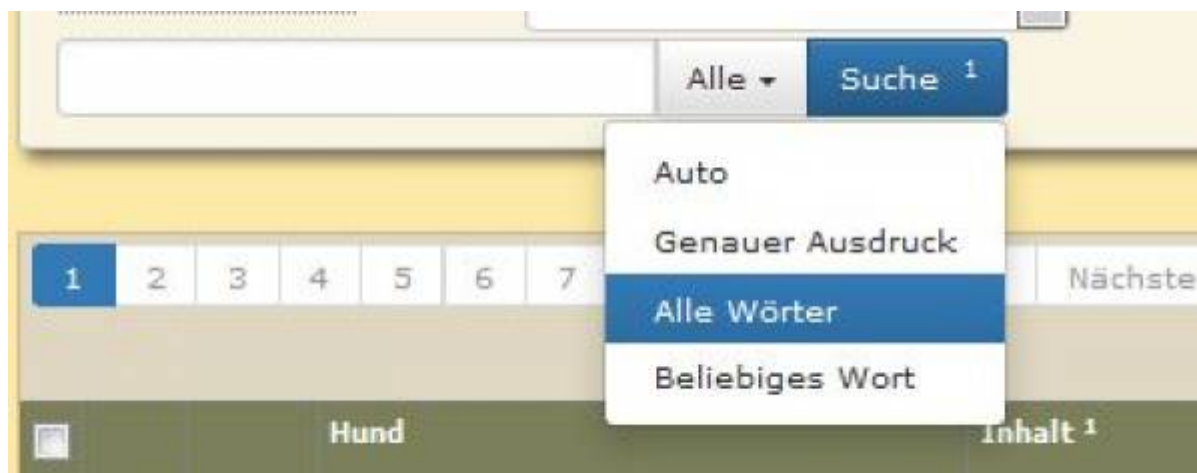 Alle Suche 1
Auto
Genauer Ausdruck
Alle Wörter
Beliebiges Wort
1 2 3 4 5 6 7 Nächste
Hund Inhalt 1